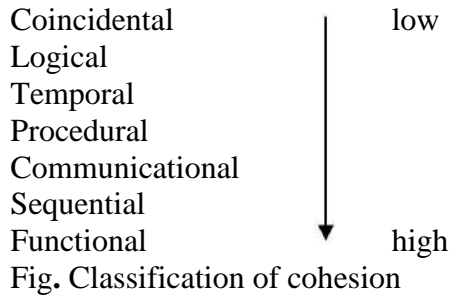 Coincidental low
Logical
Temporal
Procedural
Communicational
Sequential
Functional high
Fig. Classification of cohesion